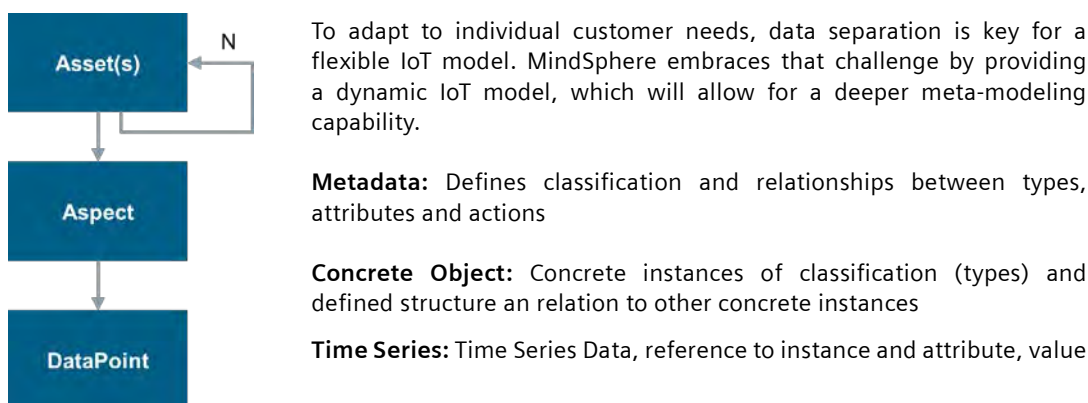 Asset(s)
N
Aspect
DataPoint
To adapt to individual customer needs, data separation is key for a
flexible IoT model. MindSphere embraces that challenge by providing
a dynamic IoT model, which will allow for a deeper meta-modeling
capability.
Metadata: Defines classification and relationships between types,
attributes and actions
Concrete Object: Concrete instances of classification (types) and
defined structure an relation to other concrete instances
Time Series: Time Series Data, reference to instance and attribute, value